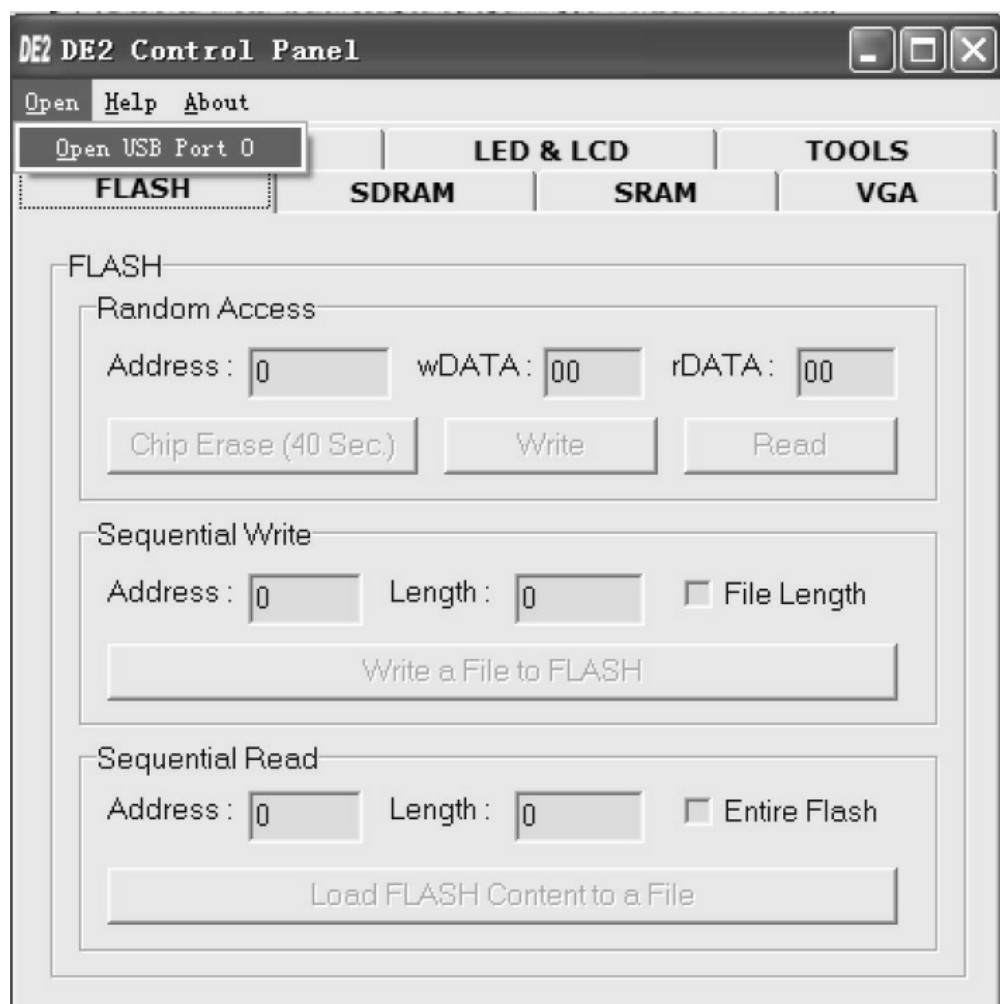 DE2 DE2 Control Panel
Open Help About
Open USB Port 0
LED & LCD TOOLS
FLASH SDRAM SRAM VGA
FLASH
Random Access
Address : 0 wDATA : 00 rDATA : 00
Chip Erase (40 Sec.) Write Read
Sequential Write
Address : 0 Length : 0 File Length
Write a File to FLASH
Sequential Read
Address : 0 Length : 0 Entire Flash
Load FLASH Content to a File